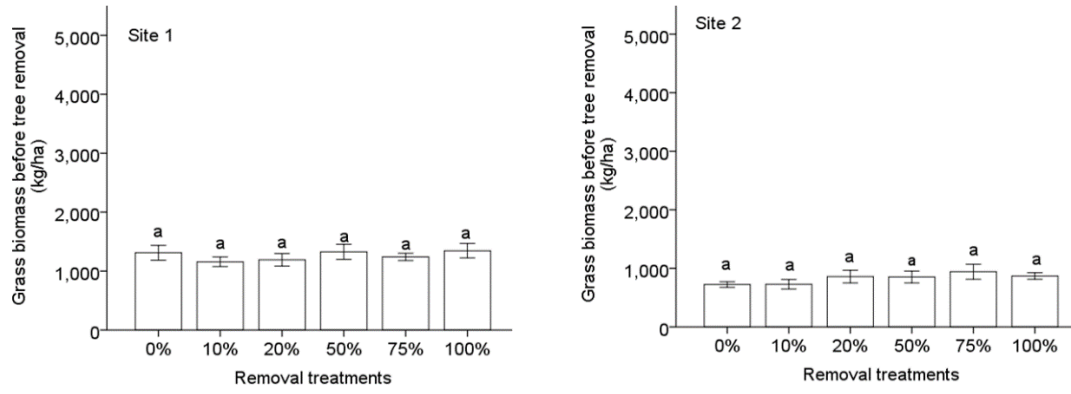 Site 1
Grass biomass before tree removal
(kg/ha)
5,000
4,000
3,000
2,000
1,000
0
a a a a a a
0% 10% 20% 50% 75% 100%
Removal treatments
Site 2
Grass biomass before tree removal
(kg/ha)
5,000
4,000
3,000
2,000
1,000
0
a a a a a a
0% 10% 20% 50% 75% 100%
Removal treatments